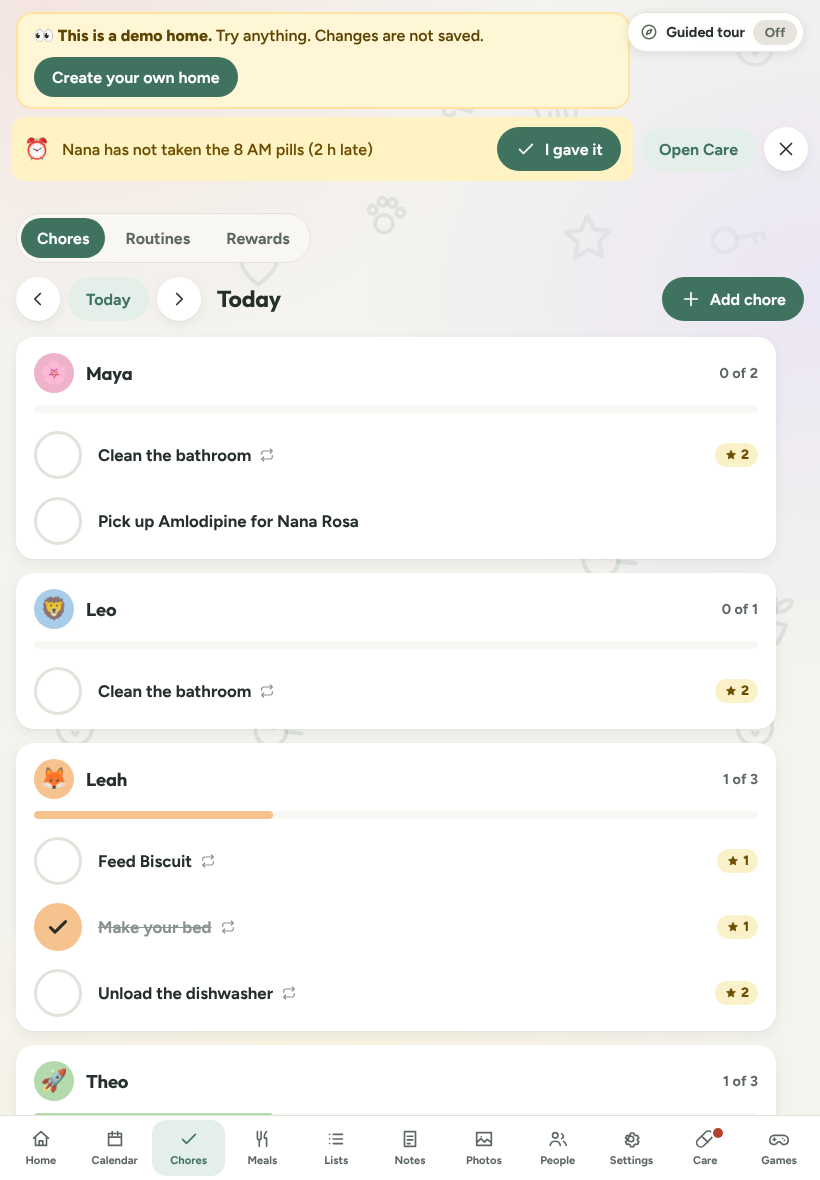 👀 This is a demo home. Try anything. Changes are not saved.
Guided tour Off
Create your own home
Nana has not taken the 8 AM pills (2 h late)
I gave it
Open Care
Chores Routines Rewards
Today
Today
Add chore
Maya 0 of 2
Clean the bathroom 2
Pick up Amlodipine for Nana Rosa
Leo 0 of 1
Clean the bathroom 2
Leah 1 of 3
Feed Biscuit 1
Make your bed 1
Unload the dishwasher 2
Theo 1 of 3
Home Calendar Chores Meals Lists Notes Photos People Settings Care Games